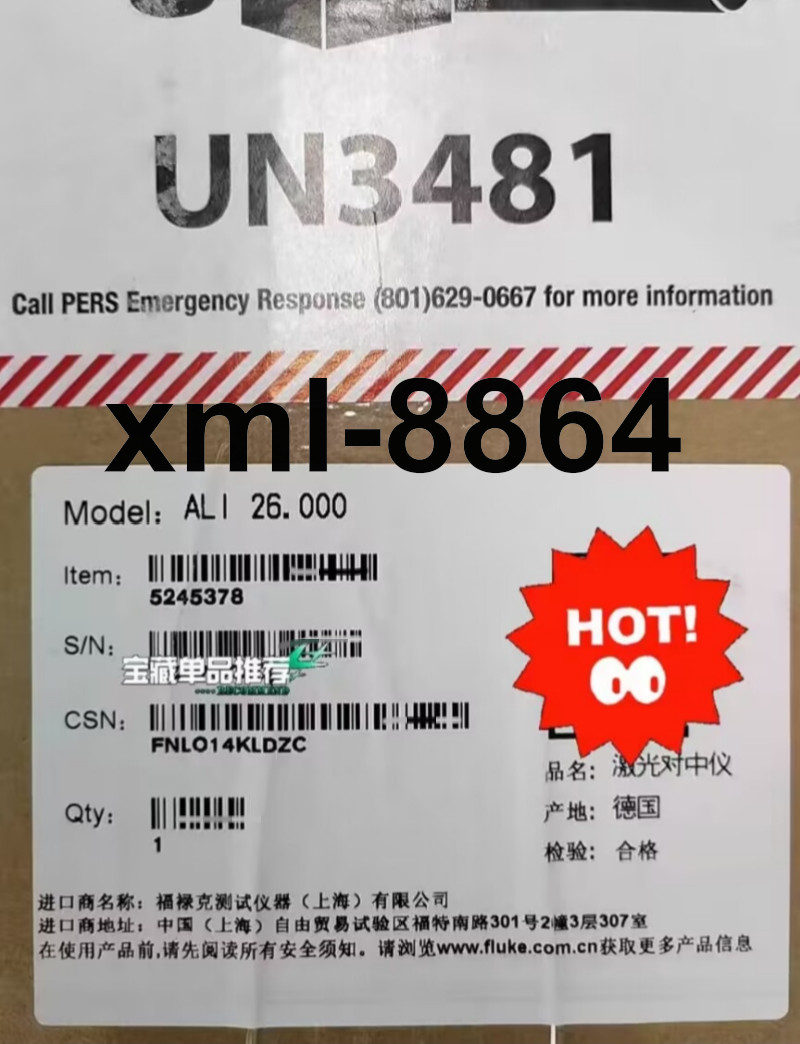 UN3481
Call PERS Emergency Response (801)629-0667 for more information
xml-8864
Model: ALI 26.000
Item:
5245378
HOT!
S/N:
宝藏单品推荐
RECOMMEND
CSN:
FNLO14KLDZC
品名: 激光对中仪
Qty:
1
产地: 德国
检验: 合格
进口商名称: 福禄克测试仪器（上海）有限公司
进口商地址: 中国（上海）自由贸易试验区福特南路301号2幢3层307室
在使用产品前,请先阅读所有安全须知。请浏览www.fluke.com.cn获取更多产品信息